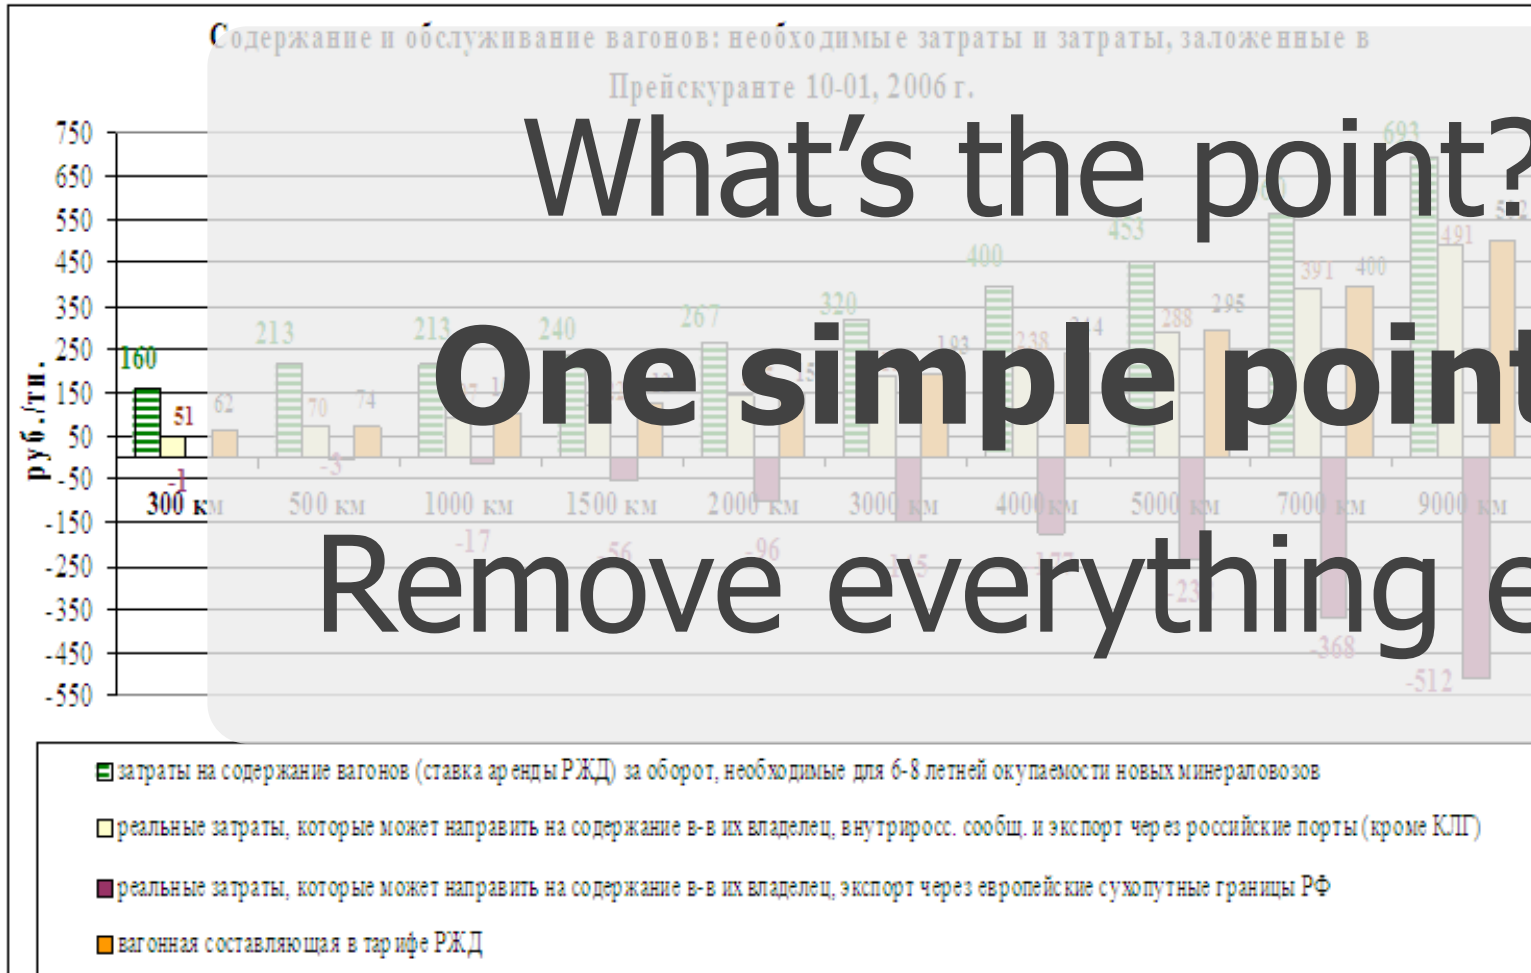 Содержание и обслуживание вагонов: необходимые затраты и затраты, заложенные в
Прейскуранте 10-01, 2006 г.
What's the point?
One simple point
Remove everything e
руб./тн.
750
650
550
450
350
250
150
50
-50
-150
-250
-350
-450
-550
160 51 -1 62
213 70 -3 74
213 -17
240 -56
267 -96
320 193
400 238
453 288 295
391 400 -368
693 491 -512
300 км 500 км 1000 км 1500 км 2000 км 3000 км 4000 км 5000 км 7000 км 9000 км
затраты на содержание вагонов (ставка аренды РЖД) за оборот, необходимые для 6-8 летней окупаемости новых минераловозов
реальные затраты, которые может направить на содержание в-в их владелец, внутриросс. сообщ. и экспорт через российские порты (кроме КЛГ)
реальные затраты, которые может направить на содержание в-в их владелец, экспорт через европейские сухопутные границы РФ
вагонная составляющая в тарифе РЖД